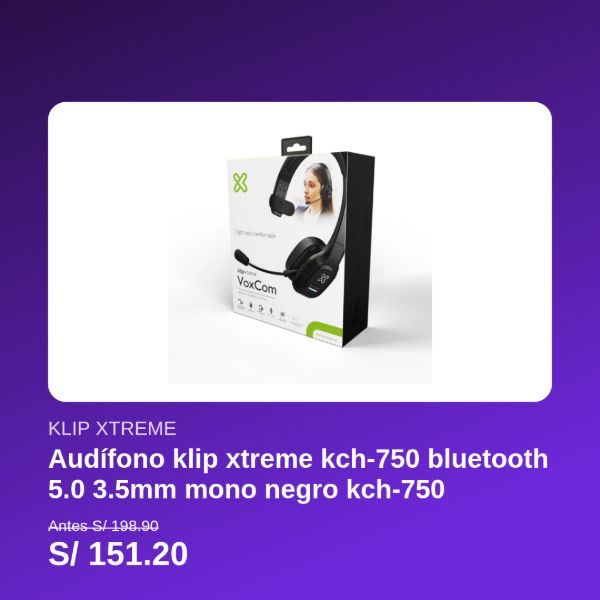 Light and comfortable
klipxtreme
VoxCom
KLIP XTREME
Audífono klip xtreme kch-750 bluetooth
5.0 3.5mm mono negro kch-750
Antes S/ 198.90
S/ 151.20